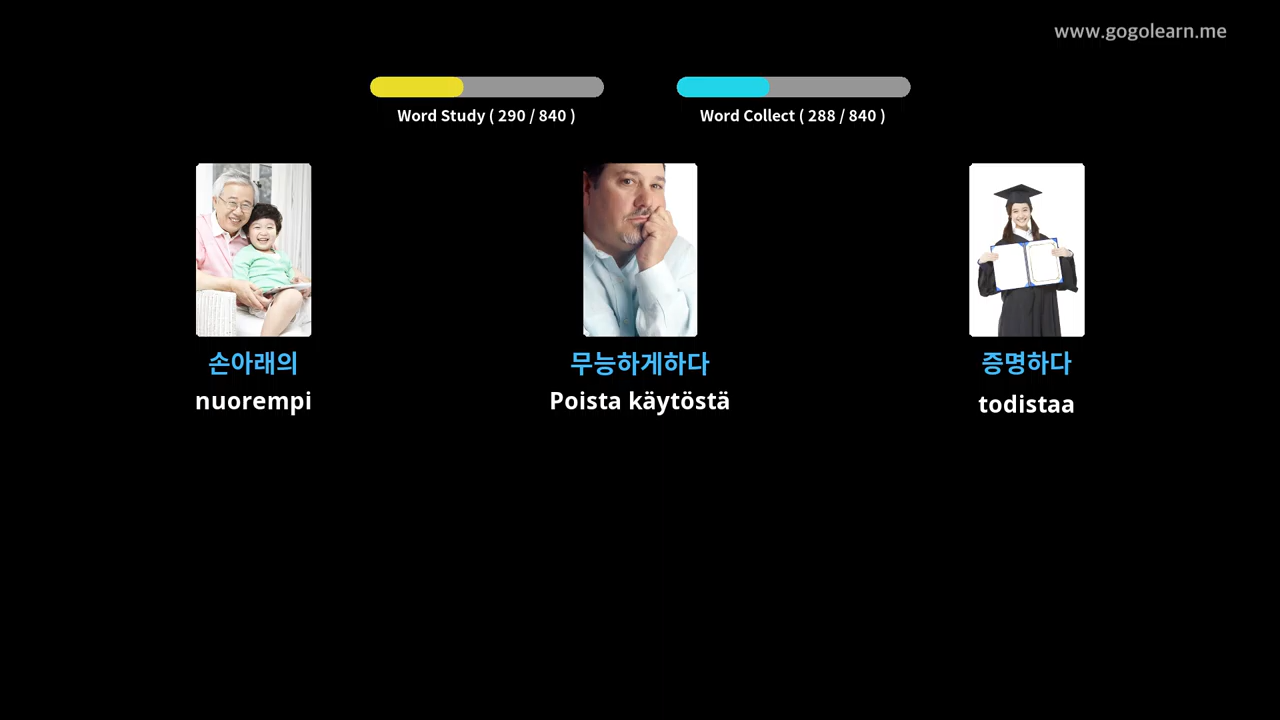 www.gogolearn.me
Word Study ( 290 / 840 )
Word Collect ( 288 / 840 )
손아래의
nuorempi
무능하게하다
Poista käytöstä
증명하다
todistaa